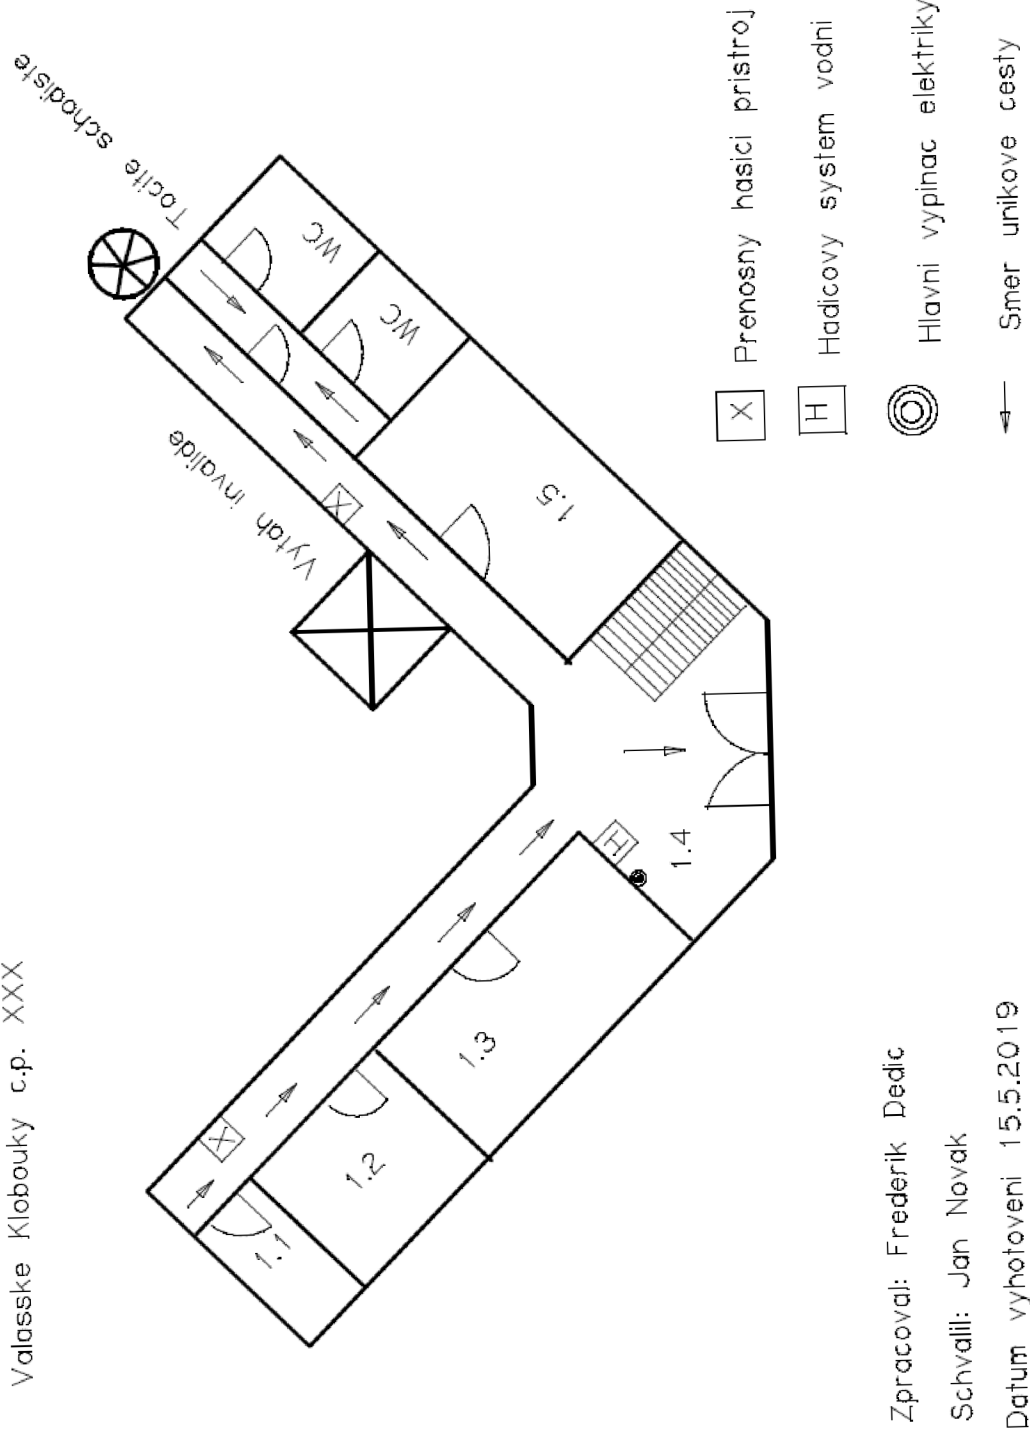 Valasske Klobouky c.p. XXX
Tocite schodiste
Vytah invalide
WC
WC
1.5
1.4
1.3
1.2
1.1
X
X
H
X Prenosny hasici pristroj
H Hadicovy system vodni
Hlavni vypinac elektriky
Smer unikove cesty
Zpracoval: Frederik Dedic
Schvalil: Jan Novak
Datum vyhotoveni 15.5.2019